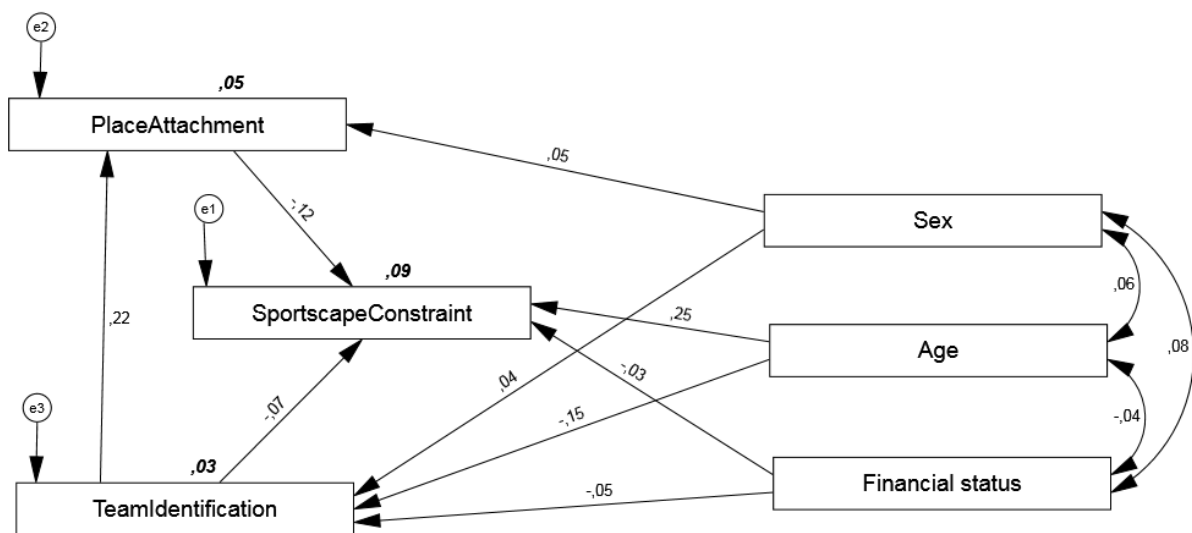 e2
,05
PlaceAttachment
,05
e1
-,12
Sex
,09
SportscapeConstraint
,06
,22
,25
Age
,08
,04
-,03
e3
-,07
-,15
-,04
,03
TeamIdentification
-,05
Financial status